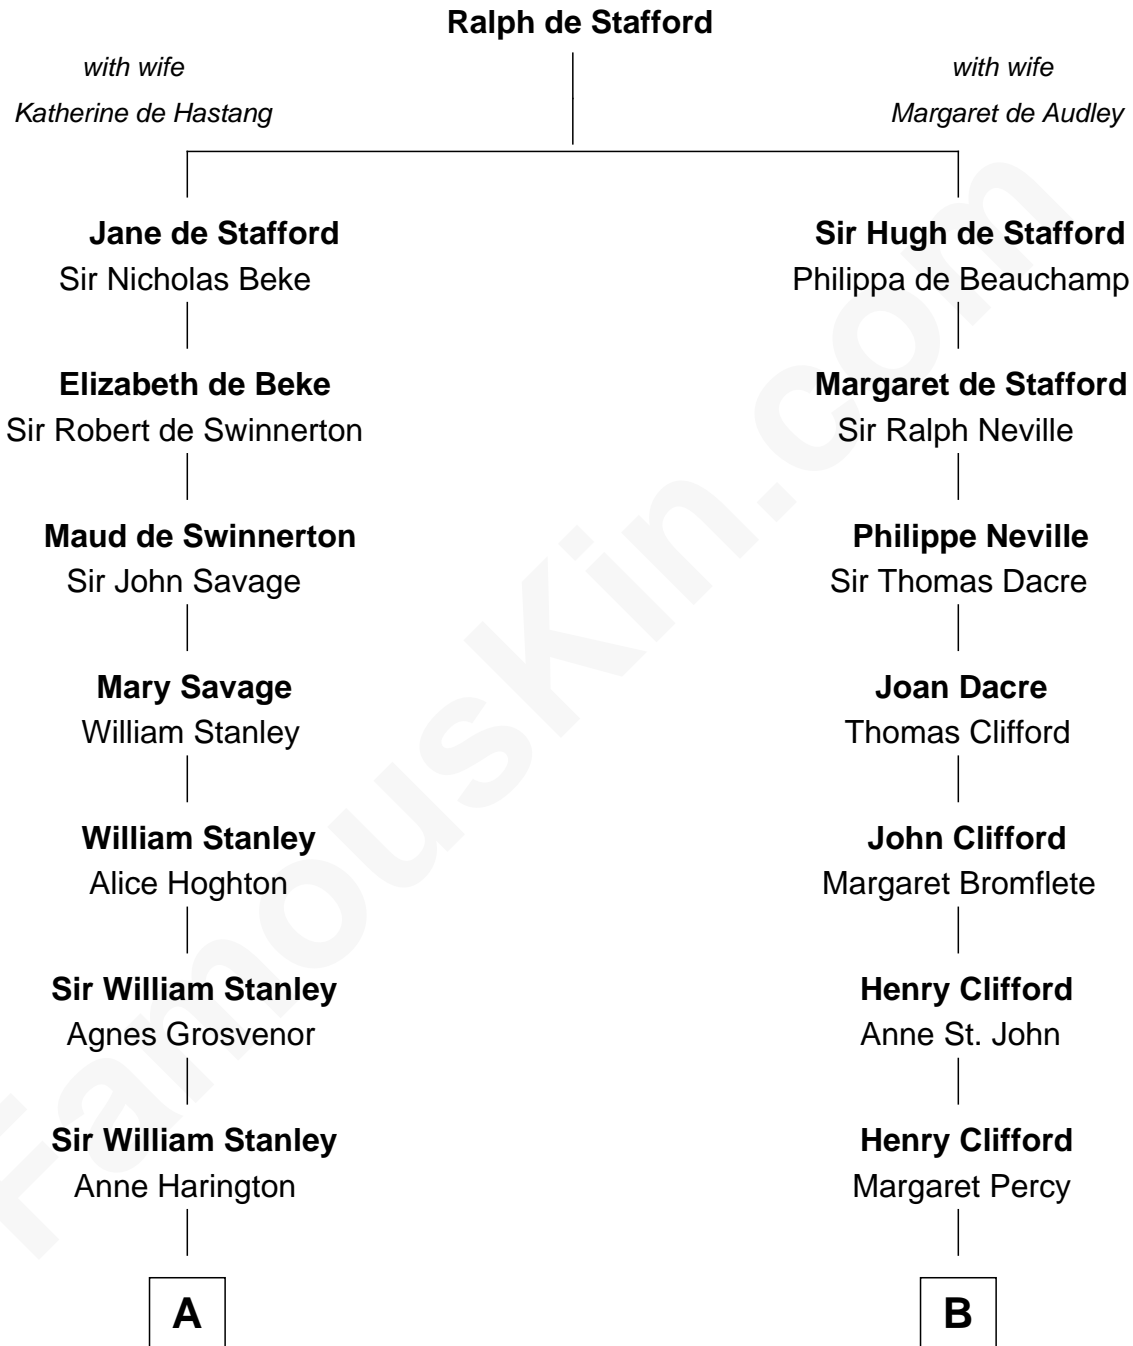 Ralph de Stafford
with wife
Katherine de Hastang
with wife
Margaret de Audley
Jane de Stafford
Sir Nicholas Beke
Sir Hugh de Stafford
Philippa de Beauchamp
Elizabeth de Beke
Sir Robert de Swinnerton
Margaret de Stafford
Sir Ralph Neville
Maud de Swinnerton
Sir John Savage
Philippe Neville
Sir Thomas Dacre
Mary Savage
William Stanley
Joan Dacre
Thomas Clifford
William Stanley
Alice Hoghton
John Clifford
Margaret Bromflete
Sir William Stanley
Agnes Grosvenor
Henry Clifford
Anne St. John
Sir William Stanley
Anne Harington
Henry Clifford
Margaret Percy
A
B
FamousKin.com